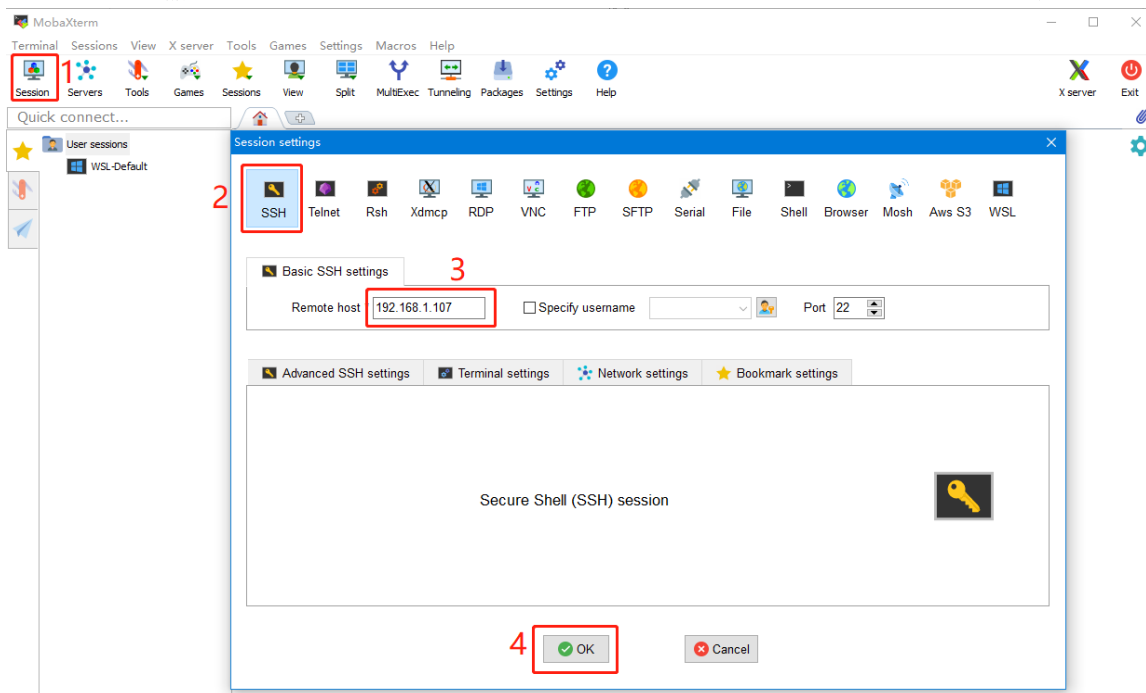 MobaXterm
Terminal Sessions View X server Tools Games Settings Macros Help
1
Session Servers Tools Games Sessions View Split MultiExec Tunneling Packages Settings Help X server Exit
Quick connect...
User sessions
WSL-Default
Session settings
2
SSH Telnet Rsh Xdmcp RDP VNC FTP SFTP Serial File Shell Browser Mosh Aws S3 WSL
Basic SSH settings
3
Remote host 192.168.1.107 Specify username Port 22
Advanced SSH settings Terminal settings Network settings Bookmark settings
Secure Shell (SSH) session
4
OK Cancel